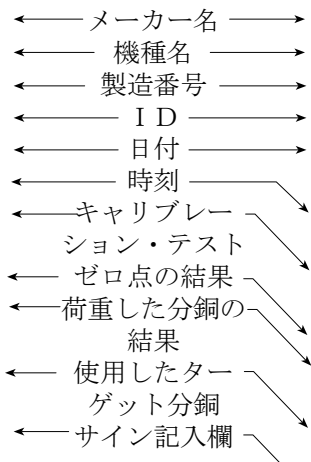 メーカー名
機種名
製造番号
ＩＤ
日付
時刻
キャリブレー
ション・テスト
ゼロ点の結果
荷重した分銅の
結果
使用したター
ゲット分銅
サイン記入欄